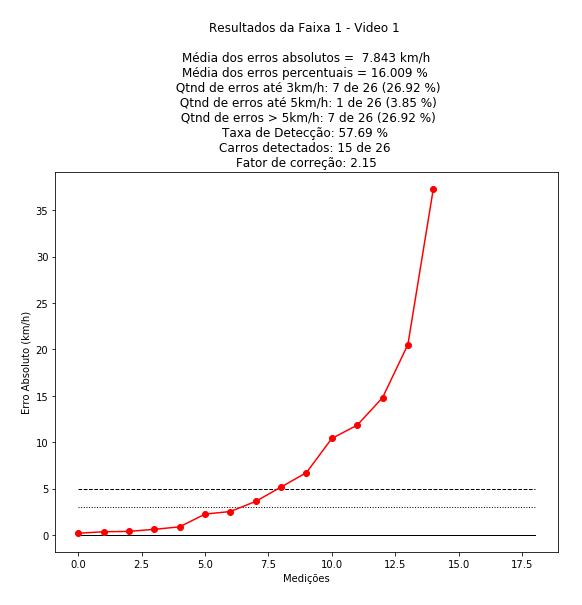 Resultados da Faixa 1 - Video 1
Média dos erros absolutos = 7.843 km/h
Média dos erros percentuais = 16.009 %
Qtnd de erros até 3km/h: 7 de 26 (26.92 %)
Qtnd de erros até 5km/h: 1 de 26 (3.85 %)
Qtnd de erros > 5km/h: 7 de 26 (26.92 %)
Taxa de Detecção: 57.69 %
Carros detectados: 15 de 26
Fator de correção: 2.15
Erro Absoluto (km/h)
35
30
25
20
15
10
5
0
0.0 2.5 5.0 7.5 10.0 12.5 15.0 17.5
Medições